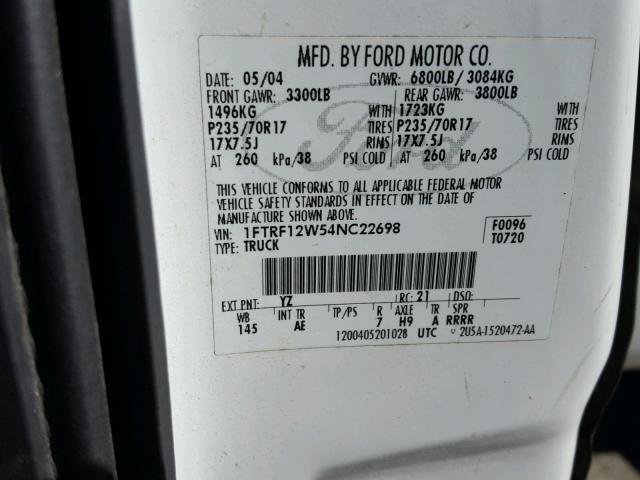 MFD. BY FORD MOTOR CO.
DATE: 05/04 GVWR: 6800LB/ 3084KG
FRONT GAWR: 3300LB REAR GAWR: 3800LB
1496KG WITH 1723KG WITH
P235/70R17 TIRES P235/70R17 TIRES
17X7.5J RIMS 17X7.5J RIMS
AT 260 kPa/38 PSI COLD AT 260 kPa/38 PSI COLD
Ford
THIS VEHICLE CONFORMS TO ALL APPLICABLE FEDERAL MOTOR
VEHICLE SAFETY STANDARDS IN EFFECT ON THE DATE OF
MANUFACTURE SHOWN ABOVE.
VIN: 1FTRF12W54NC22698 F0096
TYPE: TRUCK T0720
EXT PNT: YZ RC: 21 DSO:
WB INT TR TP/PS R AXLE TR SPR
145 AE 7 H9 A RRRR
1200405201028 UTC 2U5A-1520472-AA